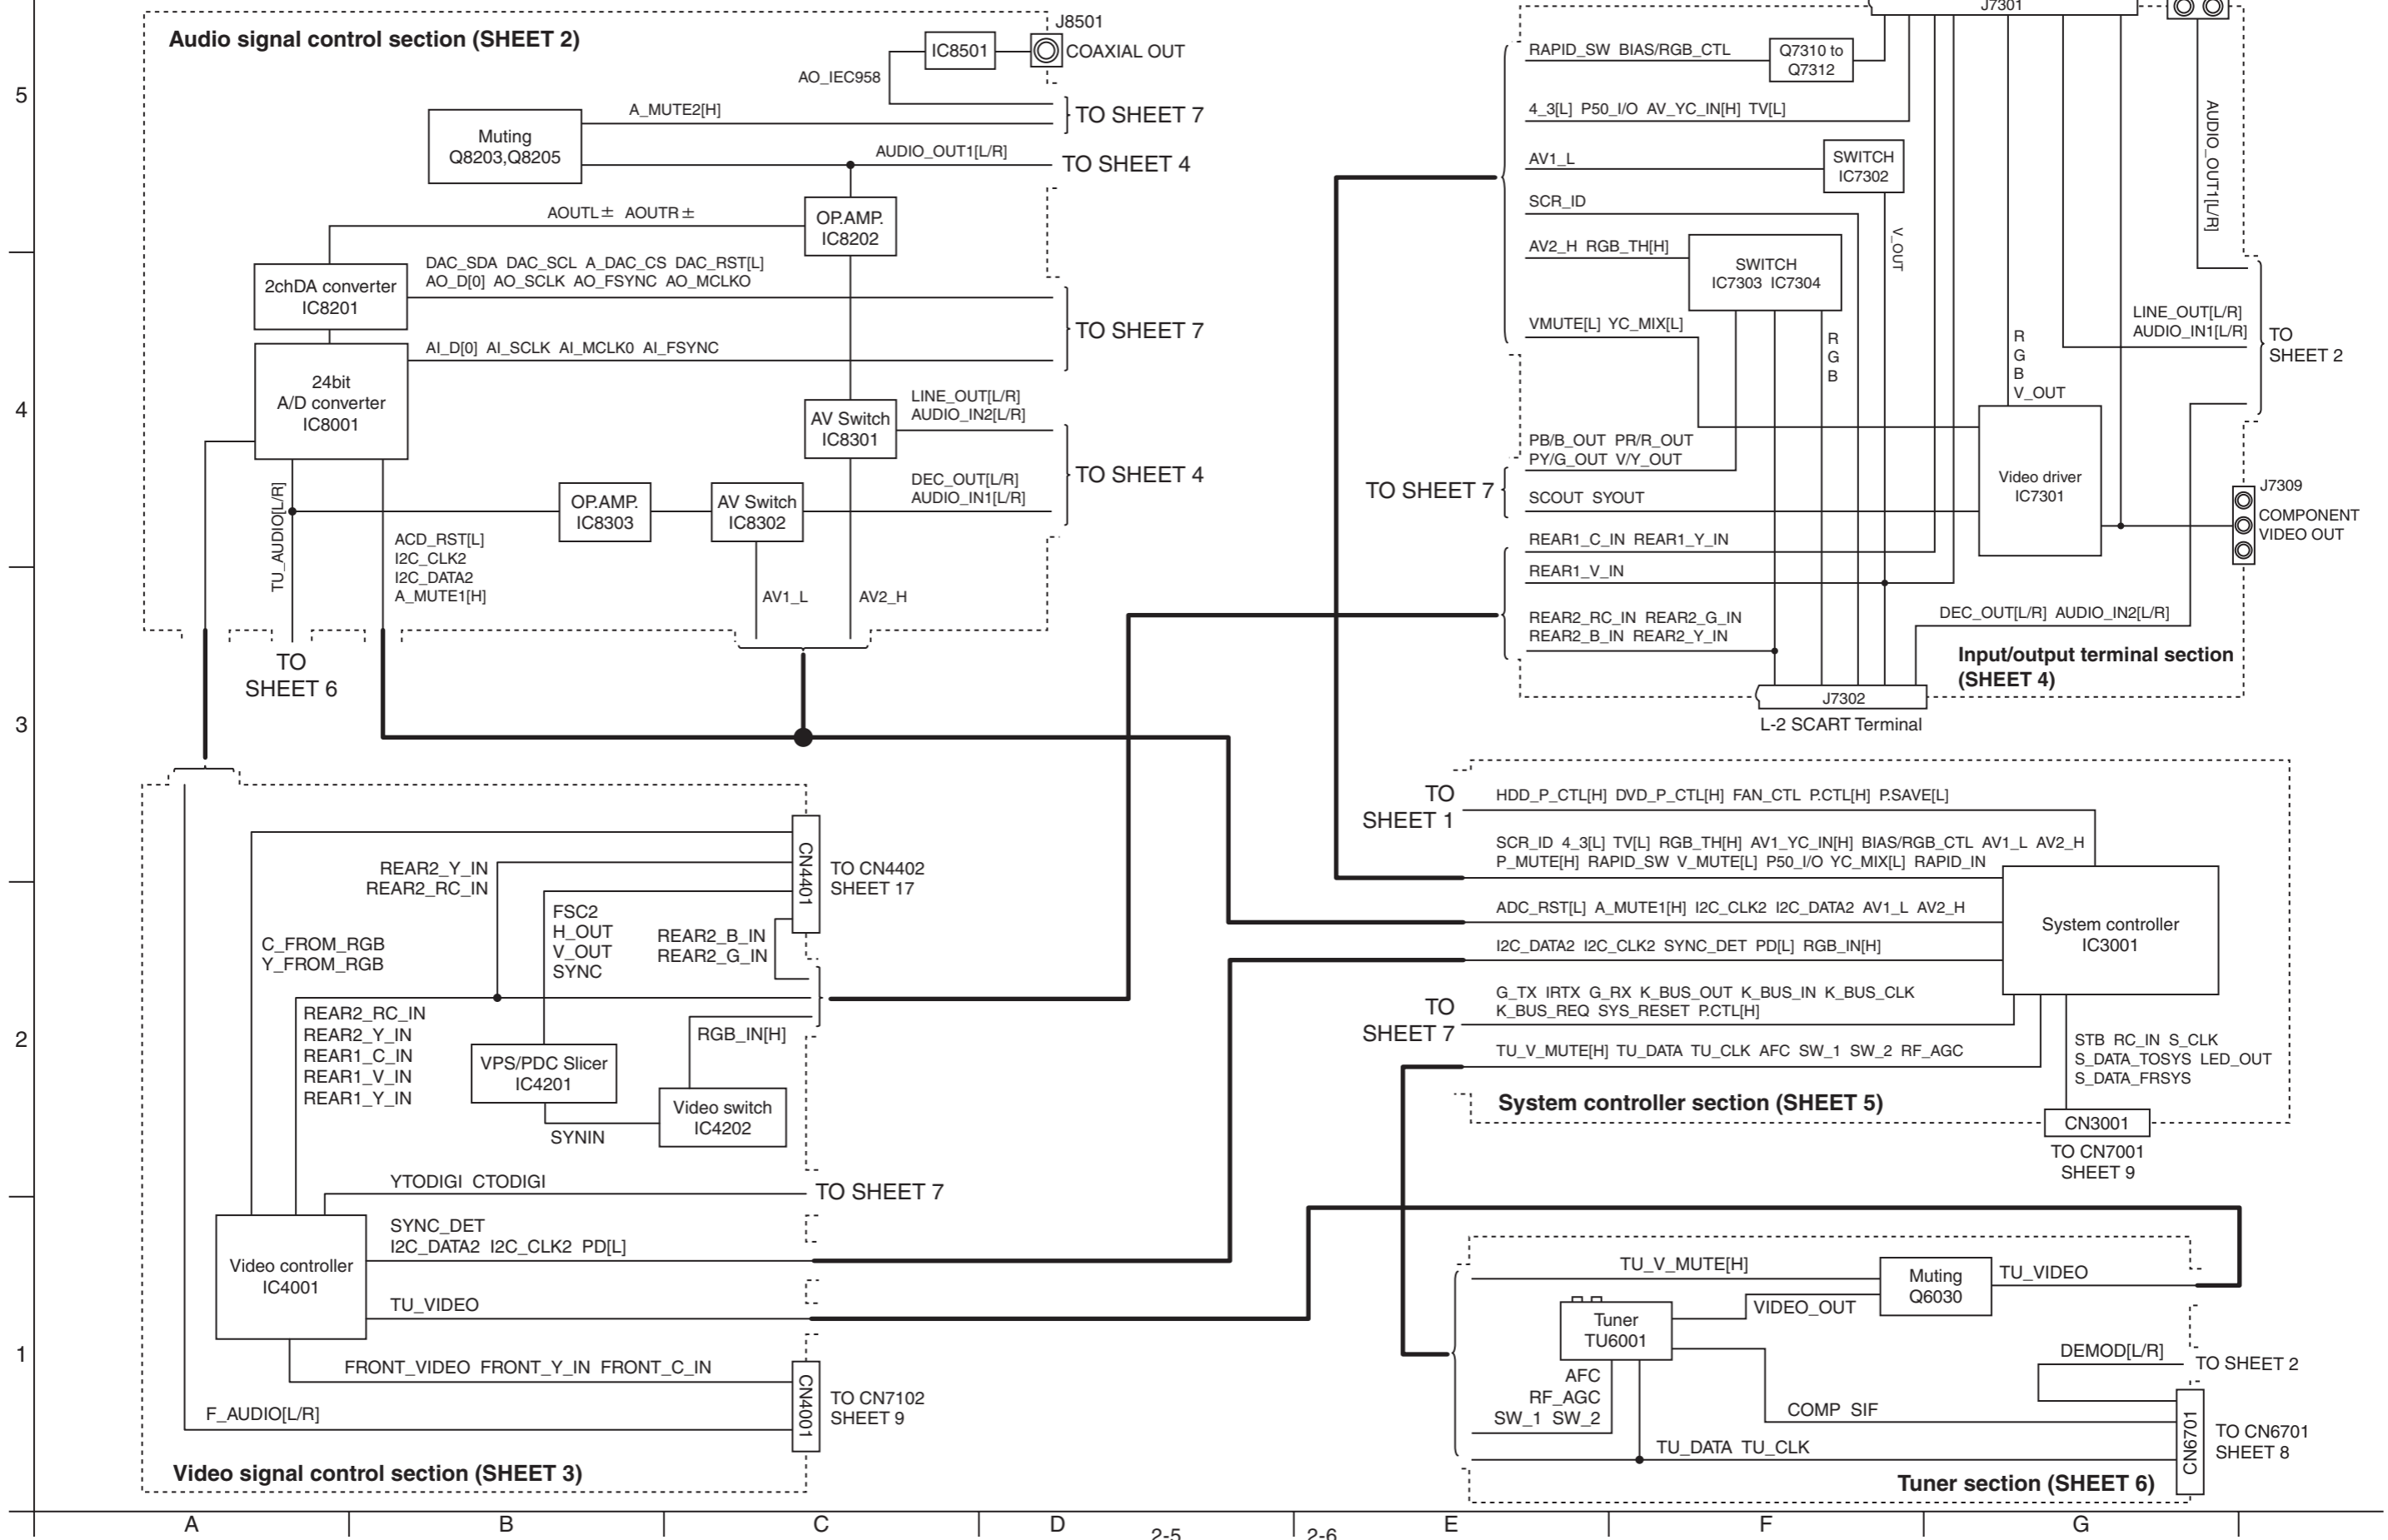 Audio signal control section (SHEET 2)
J8501
IC8501
COAXIAL OUT
AO_IEC958
5
A_MUTE2[H]
TO SHEET 7
Muting
Q8203,Q8205
AUDIO_OUT1[L/R]
TO SHEET 4
AOUTL± AOUTR±
OP.AMP.
IC8202
2chDA converter
IC8201
DAC_SDA DAC_SCL A_DAC_CS DAC_RST[L]
AO_D[0] AO_SCLK AO_FSYNC AO_MCLKO
TO SHEET 7
AI_D[0] AI_SCLK AI_MCLK0 AI_FSYNC
24bit
A/D converter
IC8001
4
AV Switch
IC8301
LINE_OUT[L/R]
AUDIO_IN2[L/R]
TO SHEET 4
DEC_OUT[L/R]
AUDIO_IN1[L/R]
OP.AMP.
IC8303
AV Switch
IC8302
TU_AUDIO[L/R]
ACD_RST[L]
I2C_CLK2
I2C_DATA2
A_MUTE1[H]
AV1_L
AV2_H
TO
SHEET 6
3
J7301
RAPID_SW BIAS/RGB_CTL
Q7310 to
Q7312
4_3[L] P50_I/O AV_YC_IN[H] TV[L]
AV1_L
SWITCH
IC7302
SCR_ID
AV2_H RGB_TH[H]
SWITCH
IC7303 IC7304
V_OUT
AUDIO_OUT1[L/R]
VMUTE[L] YC_MIX[L]
R
G
B
R
G
B
V_OUT
LINE_OUT[L/R]
AUDIO_IN1[L/R]
TO
SHEET 2
PB/B_OUT PR/R_OUT
PY/G_OUT V/Y_OUT
TO SHEET 7
SCOUT SYOUT
Video driver
IC7301
J7309
COMPONENT
VIDEO OUT
REAR1_C_IN REAR1_Y_IN
REAR1_V_IN
REAR2_RC_IN REAR2_G_IN
REAR2_B_IN REAR2_Y_IN
DEC_OUT[L/R] AUDIO_IN2[L/R]
Input/output terminal section
(SHEET 4)
J7302
L-2 SCART Terminal
CN4401
TO CN4402
SHEET 17
REAR2_Y_IN
REAR2_RC_IN
FSC2
H_OUT
V_OUT
SYNC
REAR2_B_IN
REAR2_G_IN
C_FROM_RGB
Y_FROM_RGB
REAR2_RC_IN
REAR2_Y_IN
REAR1_C_IN
REAR1_V_IN
REAR1_Y_IN
2
RGB_IN[H]
VPS/PDC Slicer
IC4201
Video switch
IC4202
SYNIN
YTODIGI CTODIGI
TO SHEET 7
SYNC_DET
I2C_DATA2 I2C_CLK2 PD[L]
Video controller
IC4001
TU_VIDEO
1
FRONT_VIDEO FRONT_Y_IN FRONT_C_IN
CN4001
TO CN7102
SHEET 9
F_AUDIO[L/R]
Video signal control section (SHEET 3)
TO
SHEET 1
HDD_P_CTL[H] DVD_P_CTL[H] FAN_CTL P.CTL[H] P.SAVE[L]
SCR_ID 4_3[L] TV[L] RGB_TH[H] AV1_YC_IN[H] BIAS/RGB_CTL AV1_L AV2_H
P_MUTE[H] RAPID_SW V_MUTE[L] P50_I/O YC_MIX[L] RAPID_IN
ADC_RST[L] A_MUTE1[H] I2C_CLK2 I2C_DATA2 AV1_L AV2_H
System controller
IC3001
I2C_DATA2 I2C_CLK2 SYNC_DET PD[L] RGB_IN[H]
TO
SHEET 7
G_TX IRTX G_RX K_BUS_OUT K_BUS_IN K_BUS_CLK
K_BUS_REQ SYS_RESET P.CTL[H]
TU_V_MUTE[H] TU_DATA TU_CLK AFC SW_1 SW_2 RF_AGC
STB RC_IN S_CLK
S_DATA_TOSYS LED_OUT
S_DATA_FRSYS
System controller section (SHEET 5)
CN3001
TO CN7001
SHEET 9
TU_V_MUTE[H]
Muting
Q6030
TU_VIDEO
VIDEO_OUT
Tuner
TU6001
DEMOD[L/R]
TO SHEET 2
AFC
RF_AGC
SW_1 SW_2
COMP SIF
CN6701
TO CN6701
SHEET 8
TU_DATA TU_CLK
Tuner section (SHEET 6)
A B C D E F G
2-5 2-6